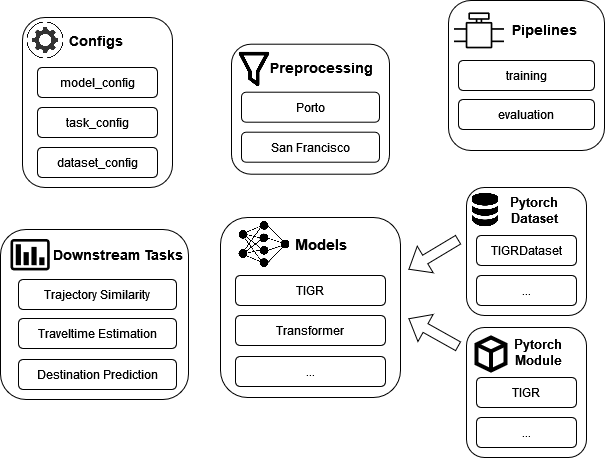 Configs
model_config
task_config
dataset_config
Preprocessing
Porto
San Francisco
Pipelines
training
evaluation
Downstream Tasks
Trajectory Similarity
Traveltime Estimation
Destination Prediction
Models
TIGR
Transformer
...
Pytorch
Dataset
TIGRDataset
...
Pytorch
Module
TIGR
...